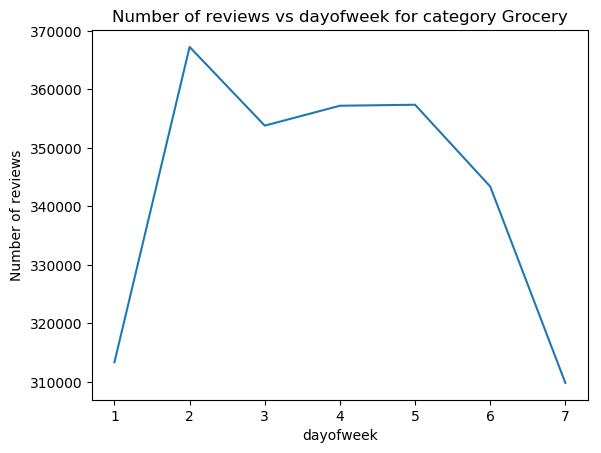 Number of reviews vs dayofweek for category Grocery
370000
360000
350000
340000
330000
320000
310000
Number of reviews
1 2 3 4 5 6 7
dayofweek